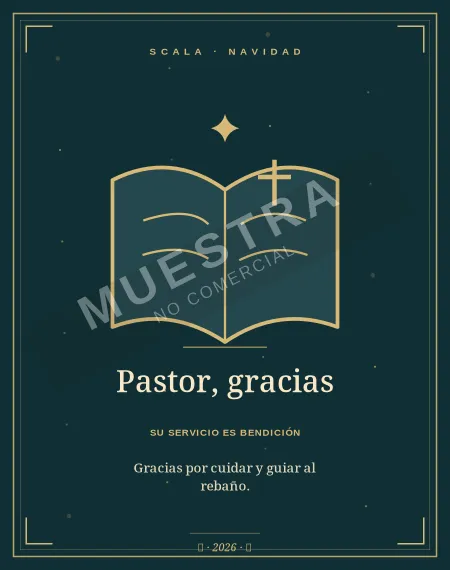 SCALA · NAVIDAD
MUESTRA
NO COMERCIAL
Pastor, gracias
SU SERVICIO ES BENDICIÓN
Gracias por cuidar y guiar al
rebaño.
· 2026 ·